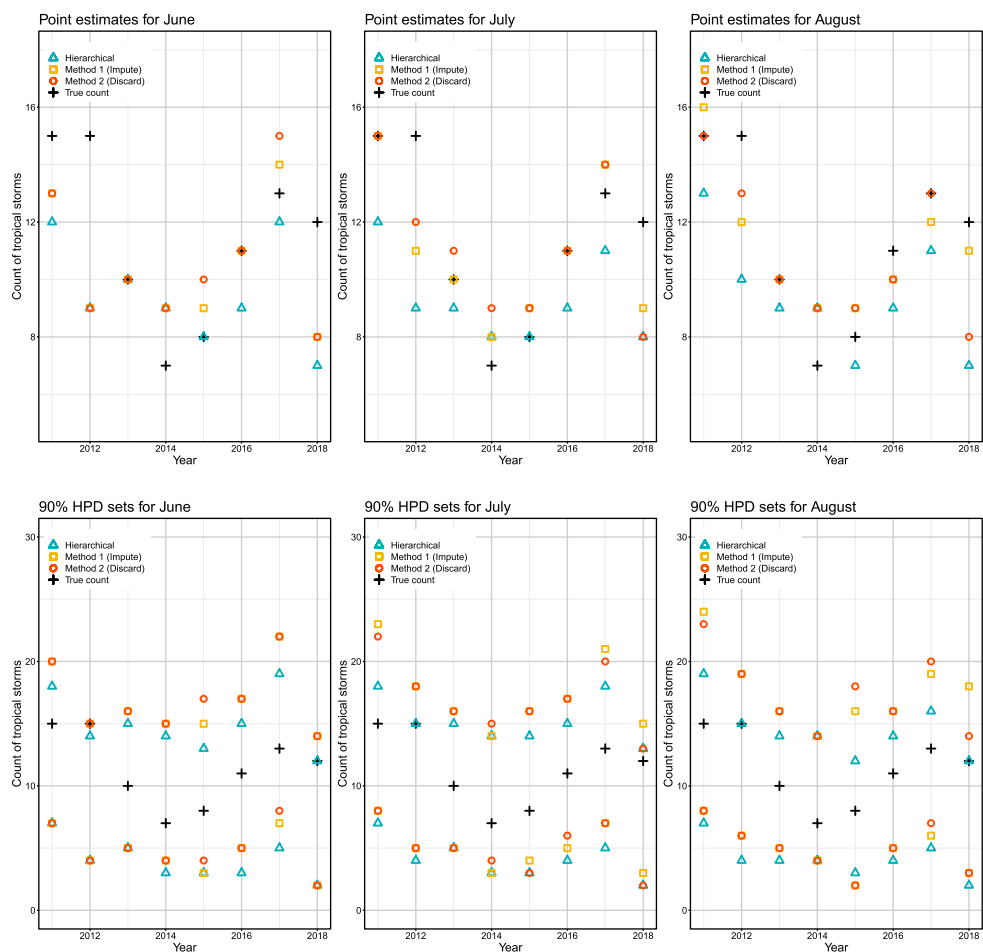 Point estimates for June
Hierarchical
Method 1 (Impute)
Method 2 (Discard)
True count
16
12
8
Count of tropical storms
2012
2014
2016
2018
Year
Point estimates for July
Hierarchical
Method 1 (Impute)
Method 2 (Discard)
True count
16
12
8
Count of tropical storms
2012
2014
2016
2018
Year
Point estimates for August
Hierarchical
Method 1 (Impute)
Method 2 (Discard)
True count
16
12
8
Count of tropical storms
2012
2014
2016
2018
Year
90% HPD sets for June
Hierarchical
Method 1 (Impute)
Method 2 (Discard)
True count
30
20
10
0
Count of tropical storms
2012
2014
2016
2018
Year
90% HPD sets for July
Hierarchical
Method 1 (Impute)
Method 2 (Discard)
True count
30
20
10
0
Count of tropical storms
2012
2014
2016
2018
Year
90% HPD sets for August
Hierarchical
Method 1 (Impute)
Method 2 (Discard)
True count
30
20
10
0
Count of tropical storms
2012
2014
2016
2018
Year